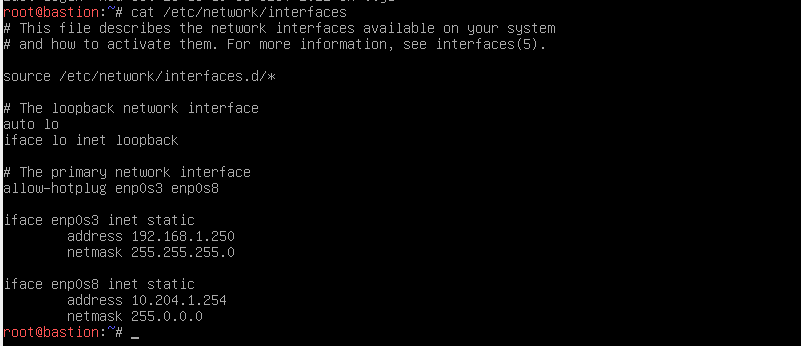 root@bastion:~# cat /etc/network/interfaces
# This file describes the network interfaces available on your system
# and how to activate them. For more information, see interfaces(5).
source /etc/network/interfaces.d/*
# The loopback network interface
auto lo
iface lo inet loopback
# The primary network interface
allow-hotplug enp0s3 enp0s8
iface enp0s3 inet static
address 192.168.1.250
netmask 255.255.255.0
iface enp0s8 inet static
address 10.204.1.254
netmask 255.0.0.0
root@bastion:~# _